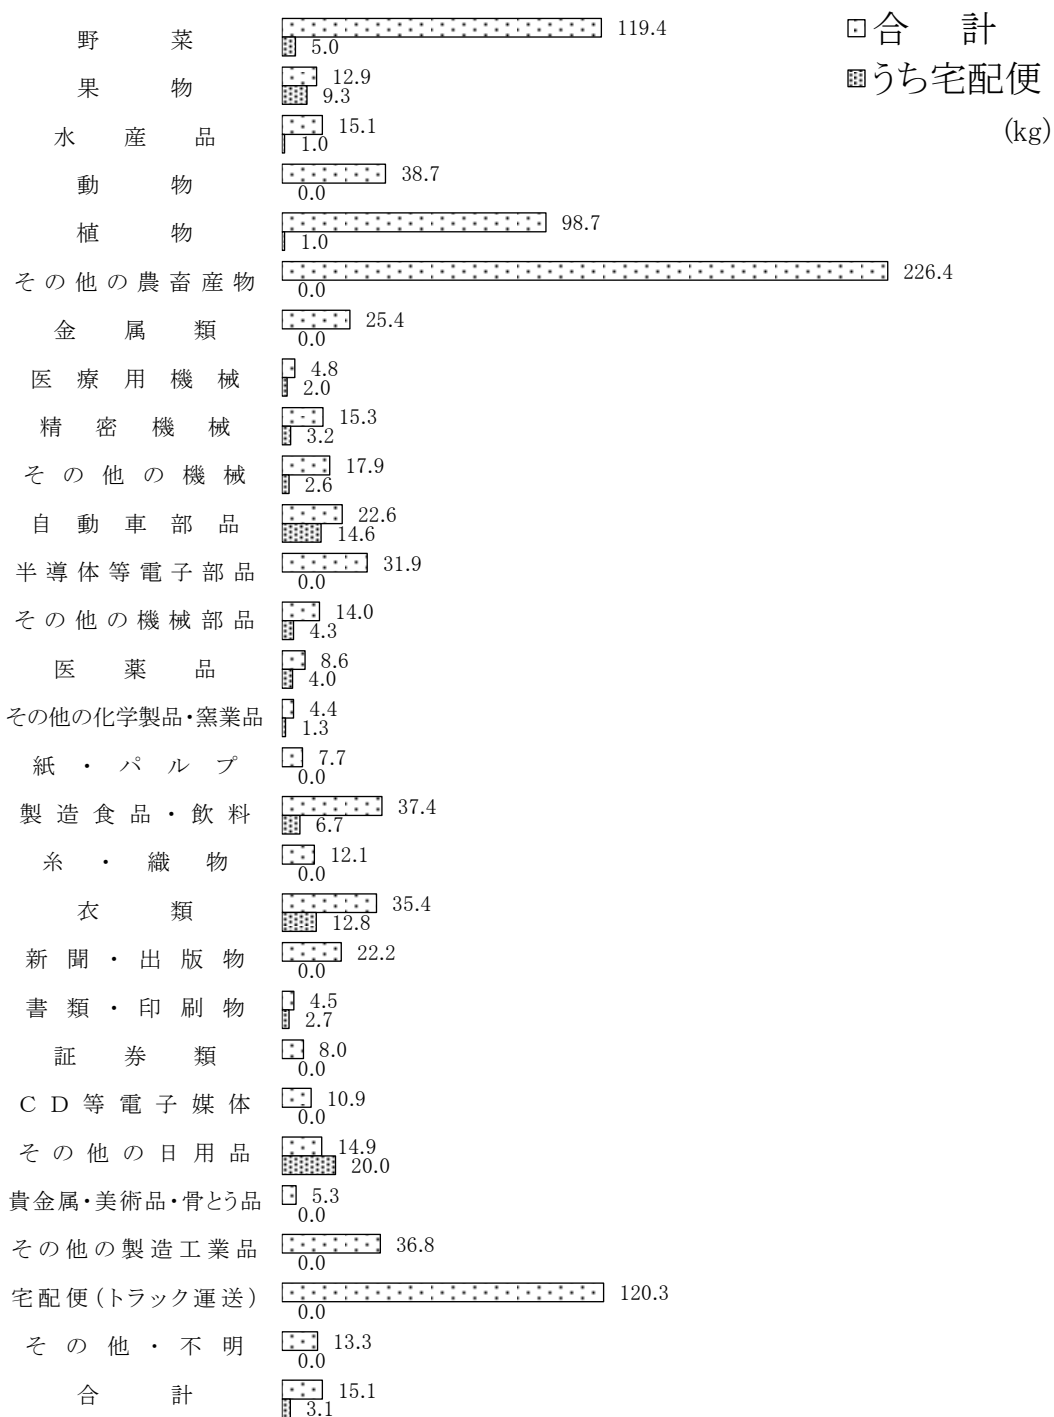 合 計
うち宅配便
(kg)
野菜 119.4
5.0
果物 12.9
9.3
水産品 15.1
1.0
動物 38.7
0.0
植物 98.7
1.0
その他の農畜産物 226.4
0.0
金属類 25.4
0.0
医療用機械 4.8
2.0
精密機械 15.3
3.2
その他の機械 17.9
2.6
自動車部品 22.6
14.6
半導体等電子部品 31.9
0.0
その他の機械部品 14.0
4.3
医薬品 8.6
4.0
その他の化学製品・窯業品 4.4
1.3
紙・パルプ 7.7
0.0
製造食品・飲料 37.4
6.7
糸・織物 12.1
0.0
衣類 35.4
12.8
新聞・出版物 22.2
0.0
書類・印刷物 4.5
2.7
証券類 8.0
0.0
CD等電子媒体 10.9
0.0
その他の日用品 14.9
20.0
貴金属・美術品・骨とう品 5.3
0.0
その他の製造工業品 36.8
0.0
宅配便(トラック運送) 120.3
0.0
その他・不明 13.3
0.0
合計 15.1
3.1